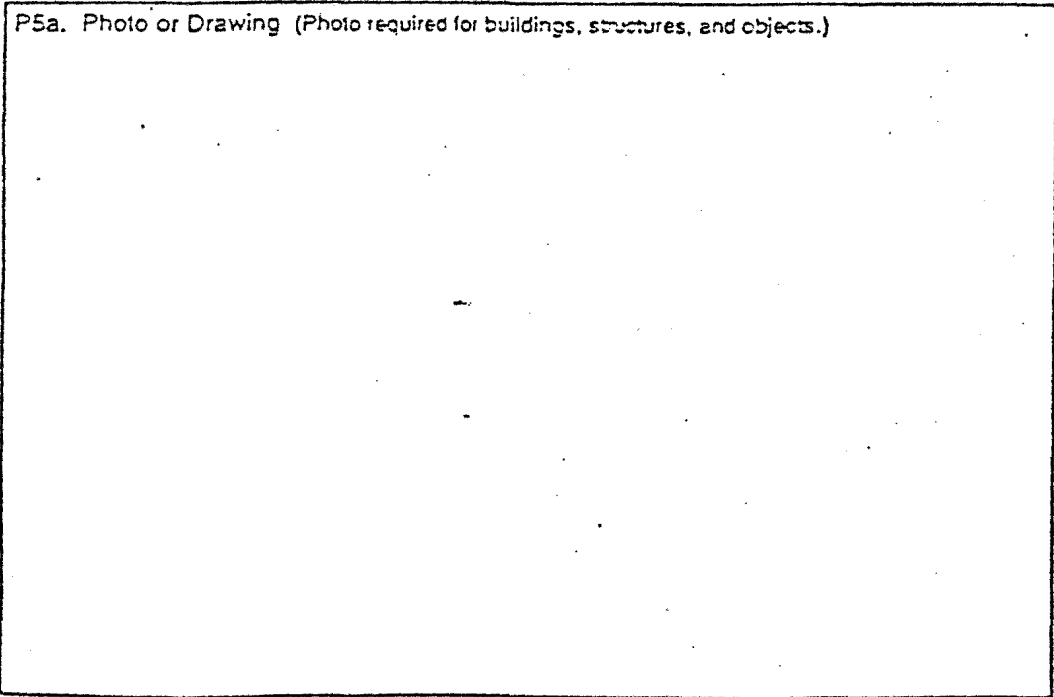 P5a. Photo or Drawing (Photo required for buildings, structures, and objects.)